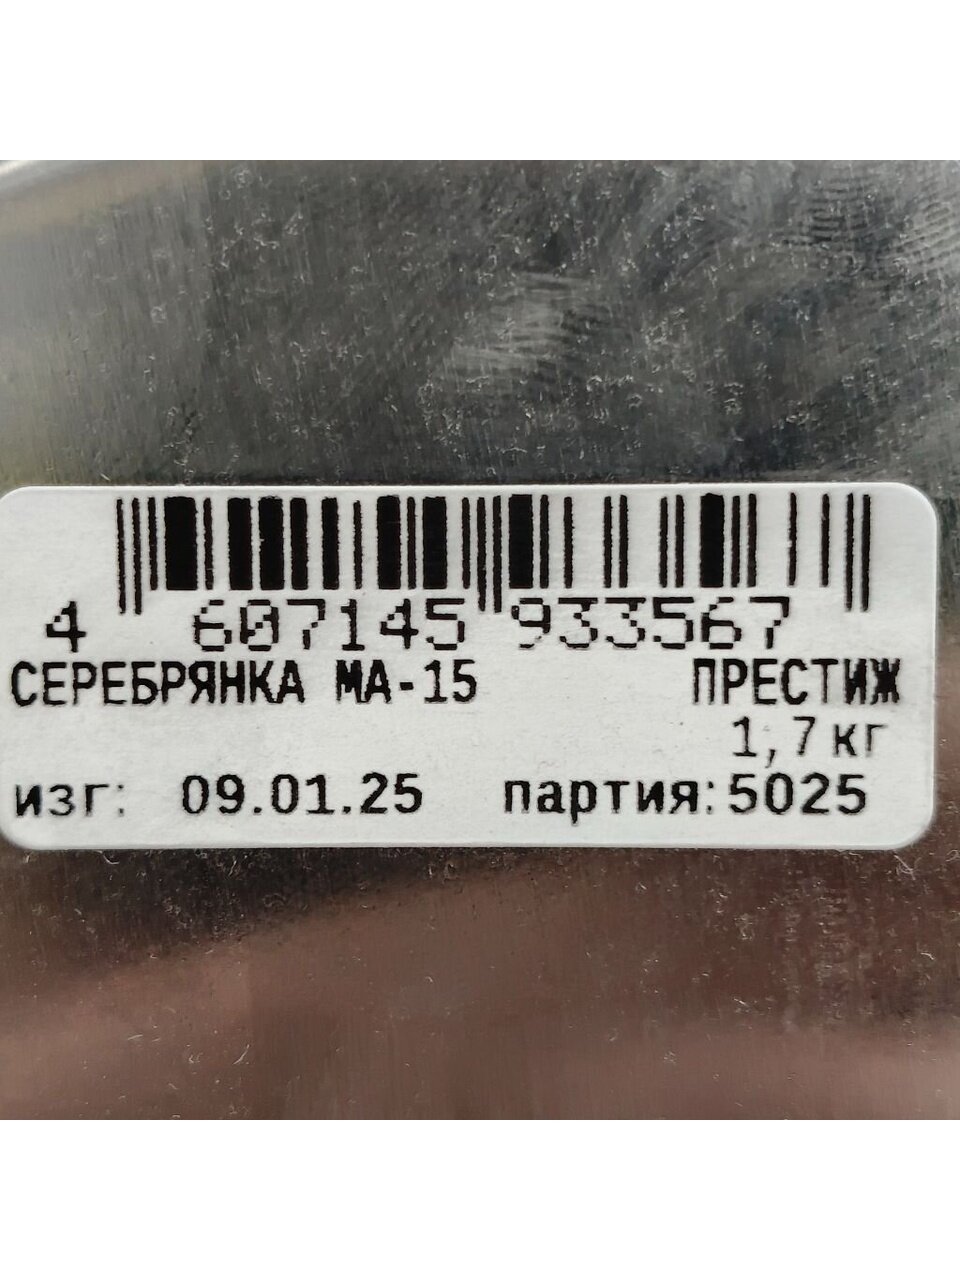 4 607145 933567
СЕРЕБРЯНКА МА-15 ПРЕСТИЖ
1,7 кг
изг: 09.01.25 партия:5025